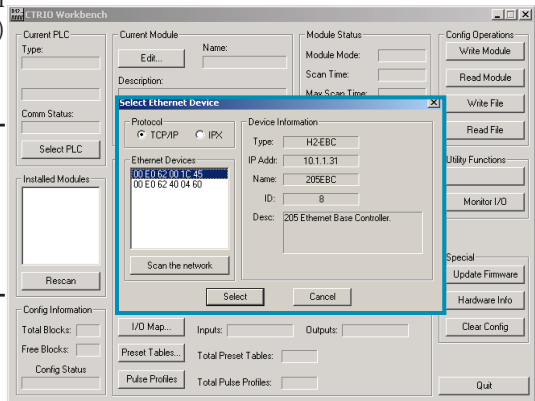 CTRIO Workbench
Current PLC
Type:
Comm Status:
Select PLC
Installed Modules
Rescan
Config Information
Total Blocks:
Free Blocks:
Config Status
Current Module
Edit...
Name:
Description:
Module Status
Module Mode:
Scan Time:
Max Scan Time:
Config Operations
Write Module
Read Module
Write File
Read File
Utility Functions
Monitor I/O
Special
Update Firmware
Hardware Info
Clear Config
Quit
Select Ethernet Device
Protocol
TCP/IP
IPX
Ethernet Devices
00 E0 62 00 1C 45
00 E0 62 40 04 60
Scan the network
Device Information
Type: H2-EBC
IP Addr: 10.1.1.31
Name: 205EBC
ID: 8
Desc: 205 Ethernet Base Controller.
Select
Cancel
I/O Map...
Inputs:
Outputs:
Preset Tables...
Total Preset Tables:
Pulse Profiles
Total Pulse Profiles: